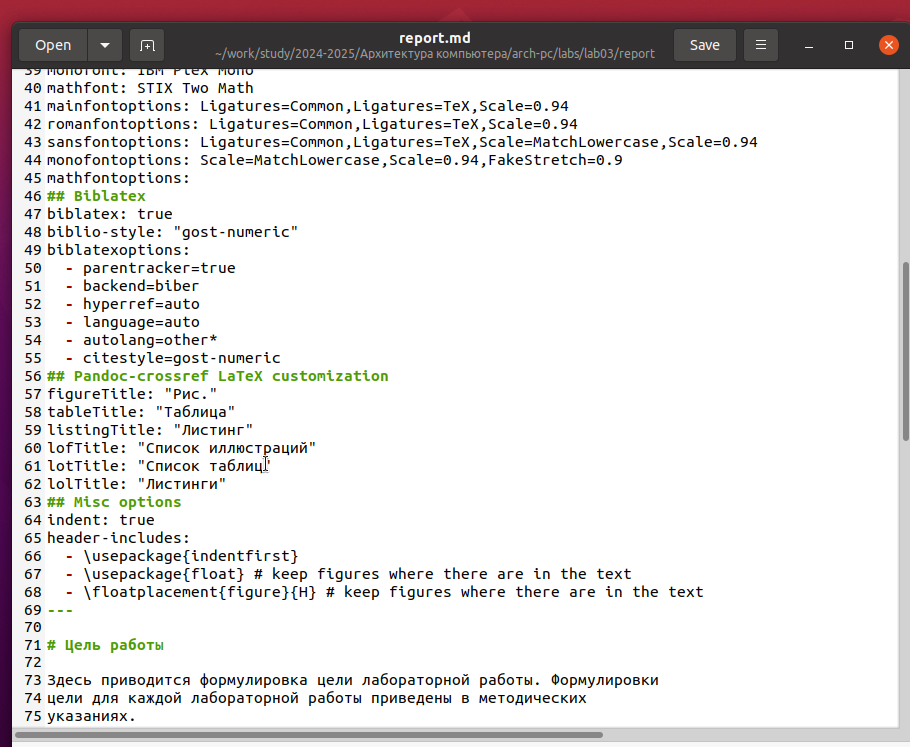 Open
report.md
~/work/study/2024-2025/Архитектура компьютера/arch-pc/labs/lab03/report
Save
39 monofont: IBM Plex Mono
40 mathfont: STIX Two Math
41 mainfontoptions: Ligatures=Common,Ligatures=TeX,Scale=0.94
42 romanfontoptions: Ligatures=Common,Ligatures=TeX,Scale=0.94
43 sansfontoptions: Ligatures=Common,Ligatures=TeX,Scale=MatchLowercase,Scale=0.94
44 monofontoptions: Scale=MatchLowercase,Scale=0.94,FakeStretch=0.9
45 mathfontoptions:
46 ## Biblatex
47 biblatex: true
48 biblio-style: "gost-numeric"
49 biblatexoptions:
50   - parentracker=true
51   - backend=biber
52   - hyperref=auto
53   - language=auto
54   - autolang=other*
55   - citestyle=gost-numeric
56 ## Pandoc-crossref LaTeX customization
57 figureTitle: "Рис."
58 tableTitle: "Таблица"
59 listingTitle: "Листинг"
60 lofTitle: "Список иллюстраций"
61 lotTitle: "Список таблиц"
62 lolTitle: "Листинги"
63 ## Misc options
64 indent: true
65 header-includes:
66   - \usepackage{indentfirst}
67   - \usepackage{float} # keep figures where there are in the text
68   - \floatplacement{figure}{H} # keep figures where there are in the text
69 ---
70
71 # Цель работы
72
73 Здесь приводится формулировка цели лабораторной работы. Формулировки
74 цели для каждой лабораторной работы приведены в методических
75 указаниях.